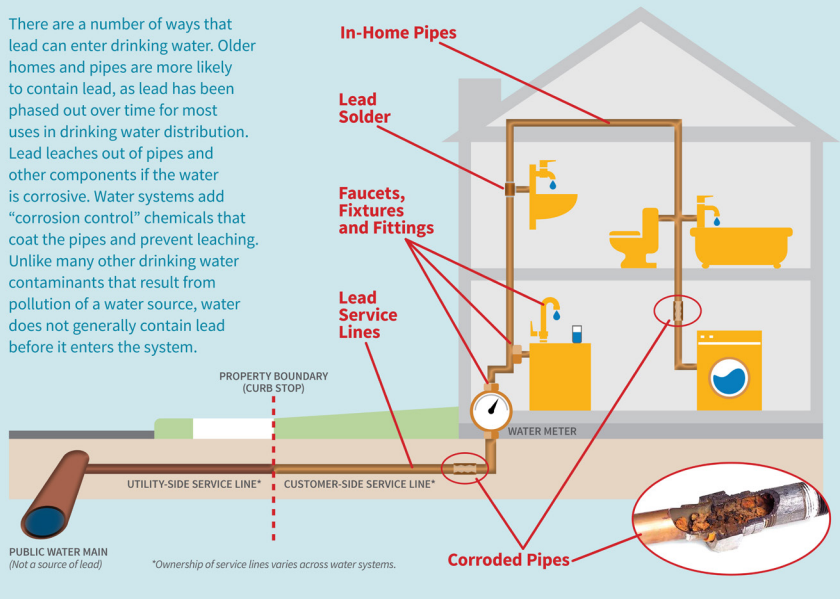 There are a number of ways that
lead can enter drinking water. Older
homes and pipes are more likely
to contain lead, as lead has been
phased out over time for most
uses in drinking water distribution.
Lead leaches out of pipes and
other components if the water
is corrosive. Water systems add
“corrosion control” chemicals that
coat the pipes and prevent leaching.
Unlike many other drinking water
contaminants that result from
pollution of a water source, water
does not generally contain lead
before it enters the system.
In-Home Pipes
Lead
Solder
Faucets,
Fixtures
and Fittings
Lead
Service
Lines
PROPERTY BOUNDARY
(CURB STOP)
WATER METER
UTILITY-SIDE SERVICE LINE*
CUSTOMER-SIDE SERVICE LINE*
PUBLIC WATER MAIN
(Not a source of lead)
*Ownership of service lines varies across water systems.
Corroded Pipes